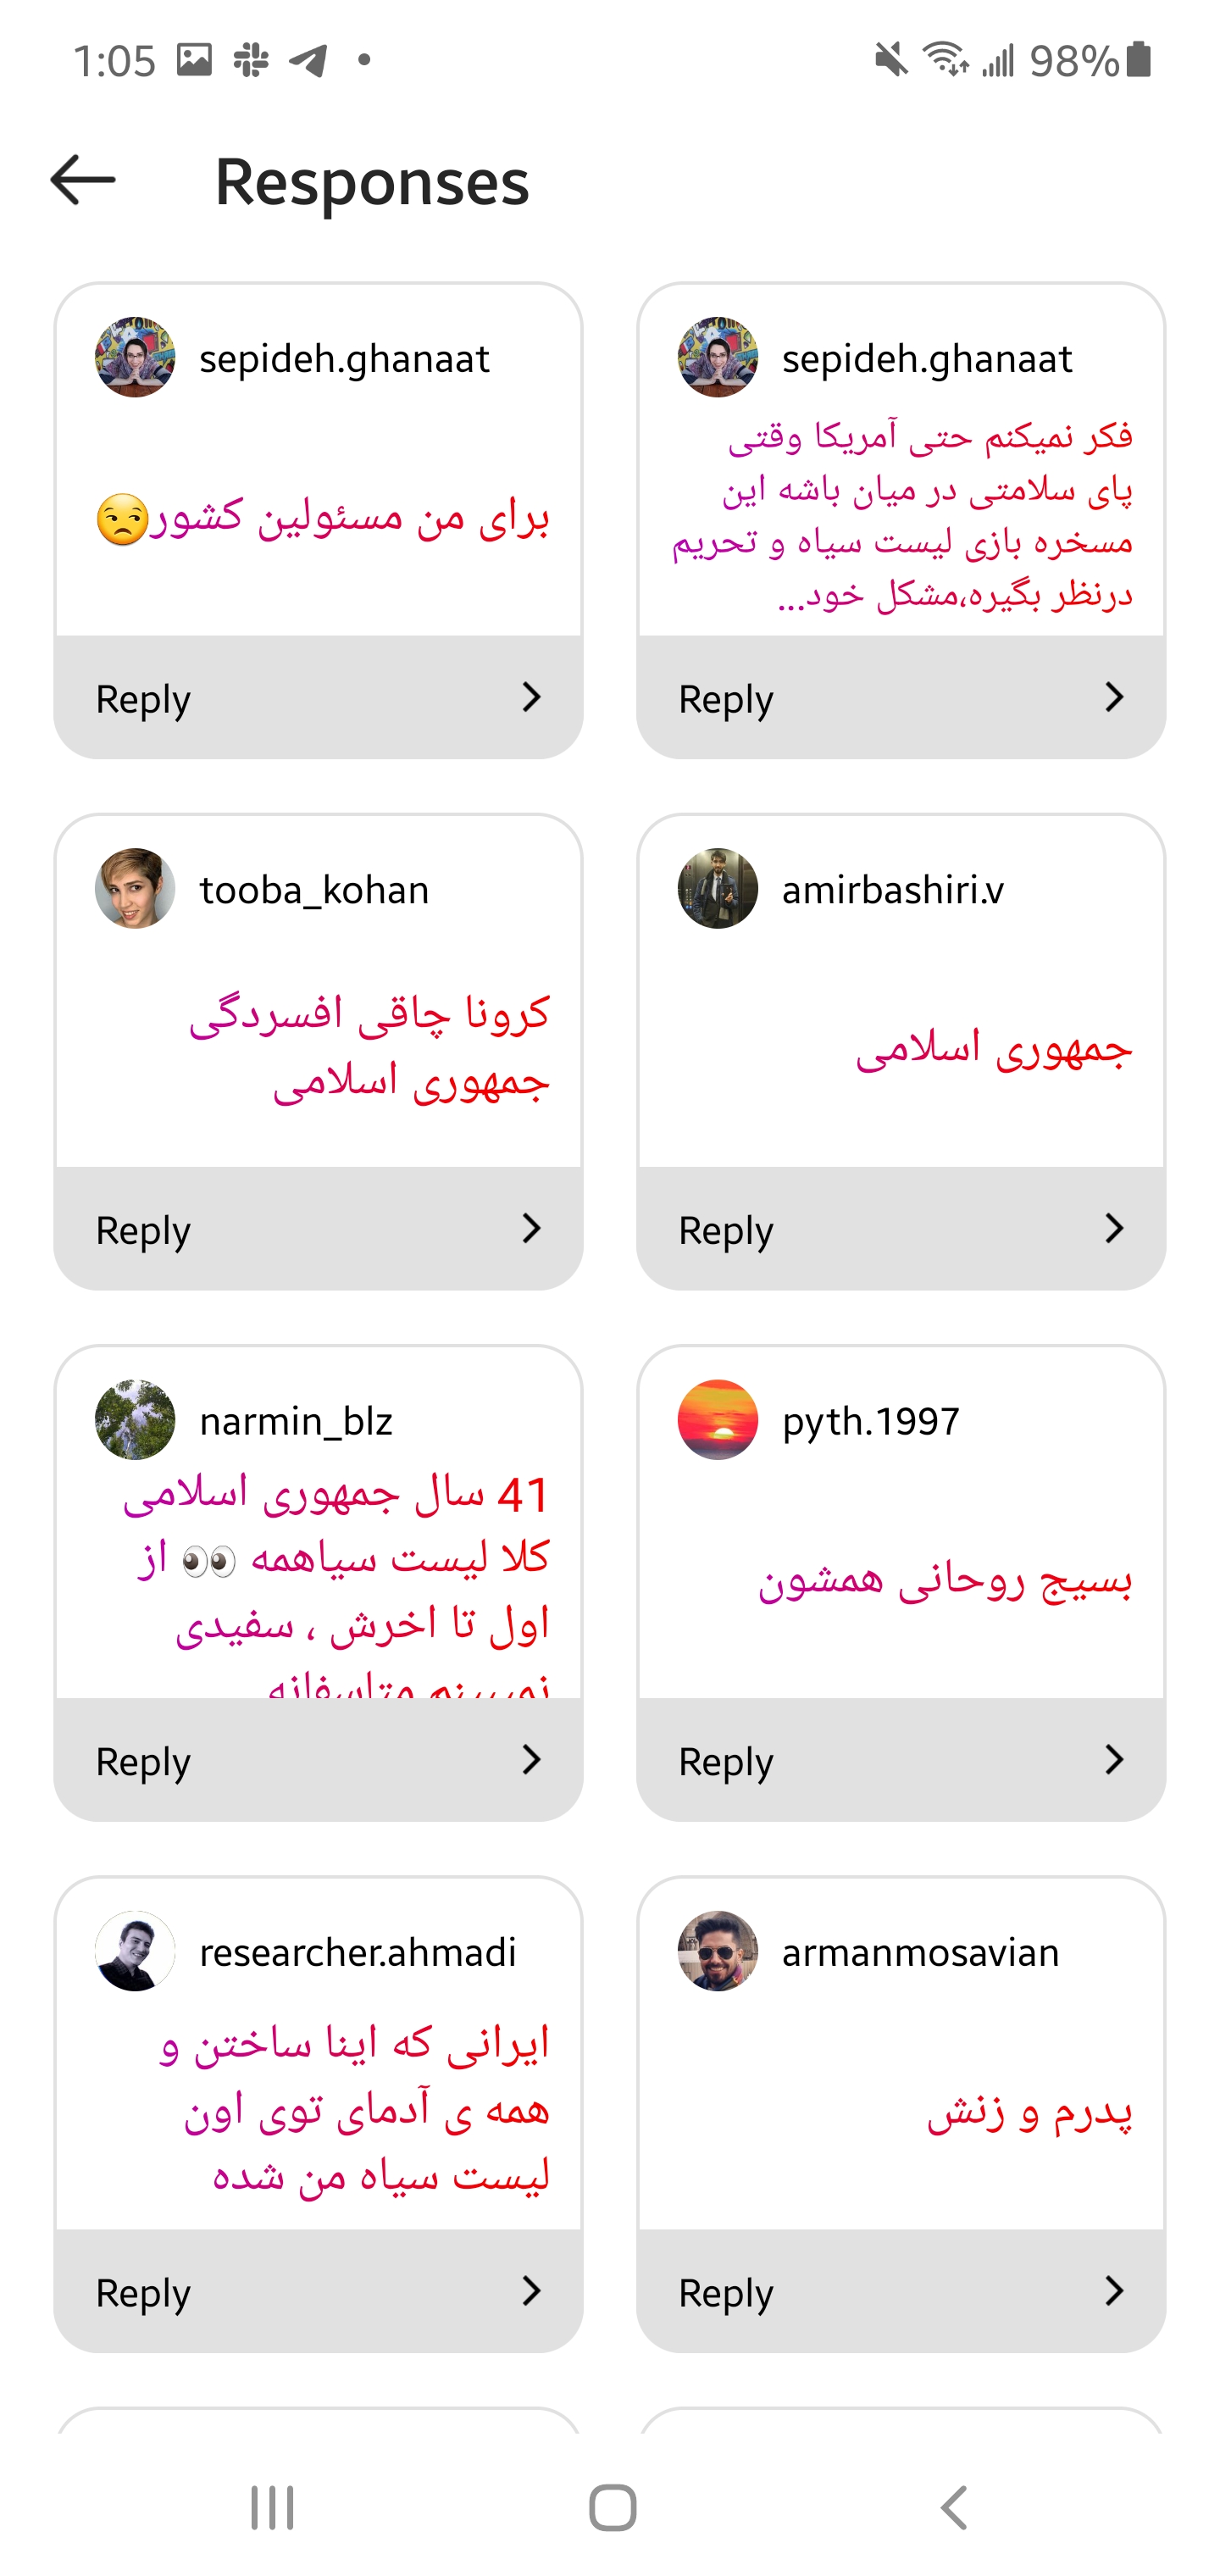 1:05
98%
Responses
sepideh.ghanaat
برای من مسئولین کشور😒
Reply
sepideh.ghanaat
فکر نمیکنم حتی آمریکا وقتی
پای سلامتی در میان باشه این
مسخره بازی لیست سیاه و تحریم
درنظر بگیره،مشکل خود...
Reply
tooba_kohan
کرونا چاقی افسردگی
جمهوری اسلامی
Reply
amirbashiri.v
جمهوری اسلامی
Reply
narmin_blz
41 سال جمهوری اسلامی
کلا لیست سیاهمه 👀 از
اول تا اخرش ، سفیدی
نمیبینم متاسفانه
Reply
pyth.1997
بسیج روحانی همشون
Reply
researcher.ahmadi
ایرانی که اینا ساختن و
همه ی آدمای توی اون
لیست سیاه من شده
Reply
armanmosavian
پدرم و زنش
Reply